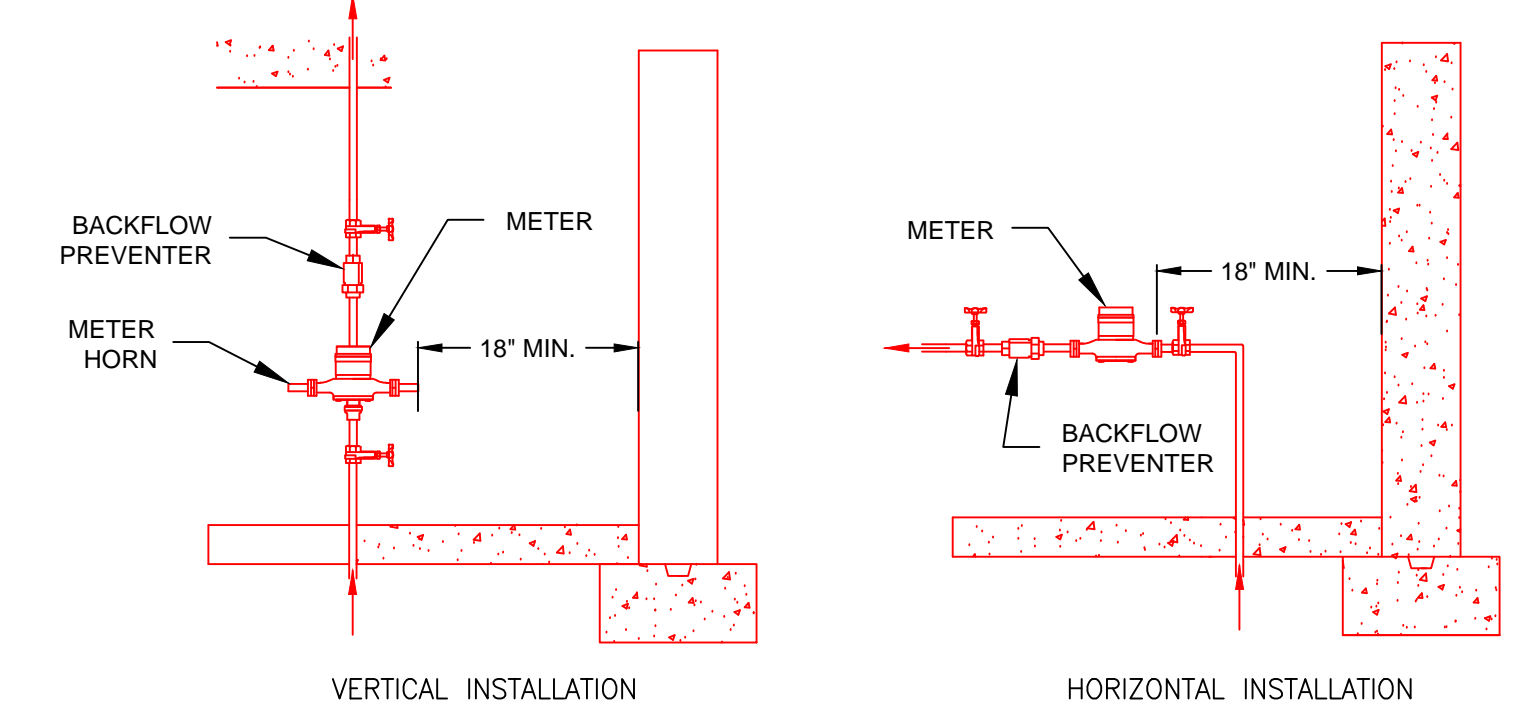 BACKFLOW
PREVENTER
METER
METER
HORN
18" MIN.
VERTICAL INSTALLATION
METER
18" MIN.
BACKFLOW
PREVENTER
HORIZONTAL INSTALLATION